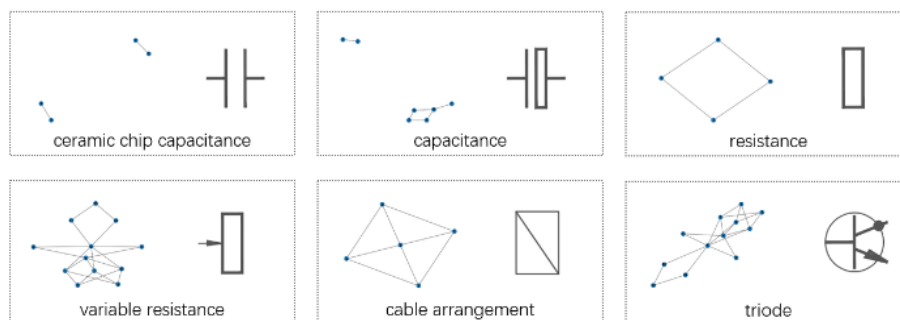 ceramic chip capacitance
capacitance
resistance
variable resistance
cable arrangement
triode